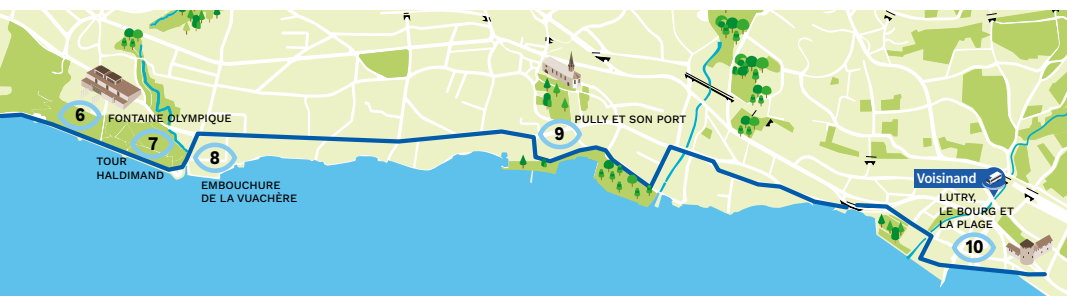 6
FONTAINE OLYMPIQUE
7
TOUR
HALDIMAND
8
EMBOUCHURE
DE LA VUACHÈRE
9
PULLY ET SON PORT
Voisinand
LUTRY,
LE BOURG ET
LA PLAGE
10